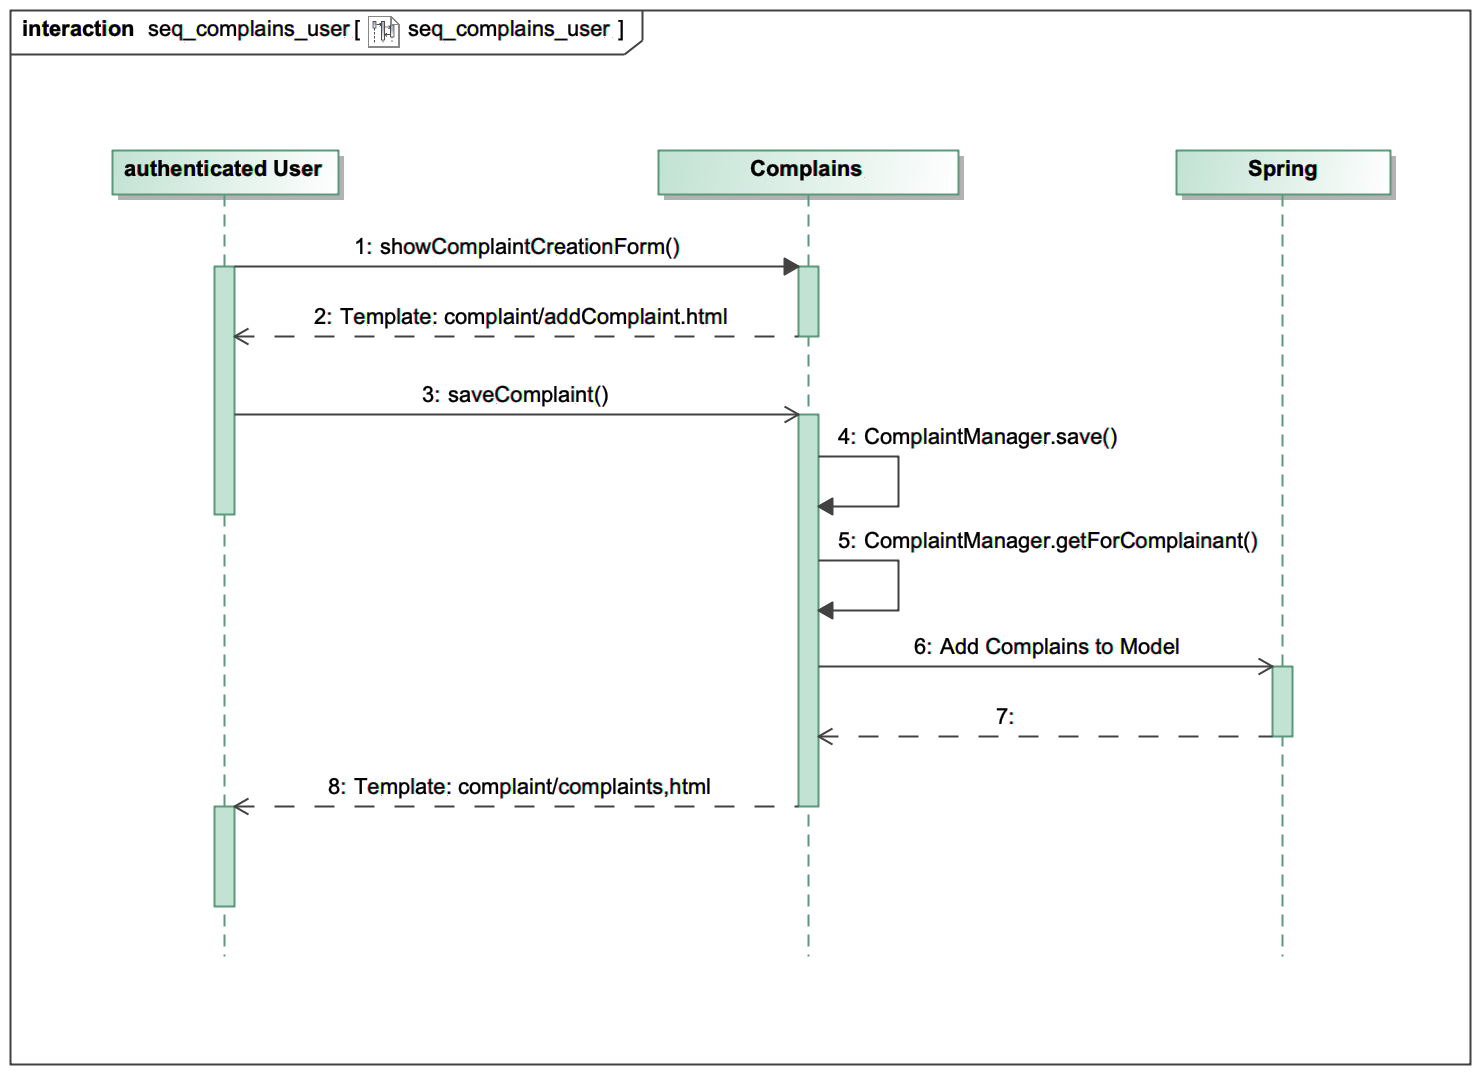 interaction seq_complains_user [ seq_complains_user ]
authenticated User
Complains
Spring
1: showComplaintCreationForm()
2: Template: complaint/addComplaint.html
3: saveComplaint()
4: ComplaintManager.save()
5: ComplaintManager.getForComplainant()
6: Add Complains to Model
7:
8: Template: complaint/complaints,html